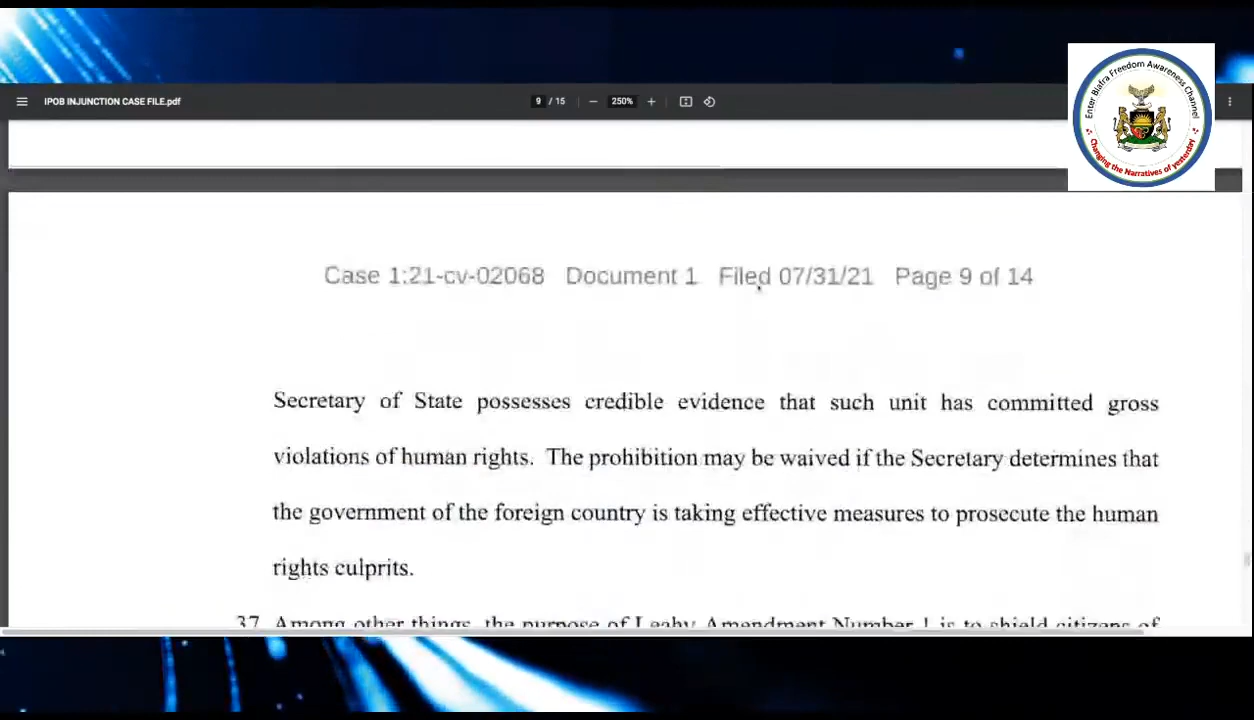 Enter Biafra Freedom Awareness Channel
Changing the Narratives of yesterday
IPOB INJUNCTION CASE FILE.pdf
9 / 15
250%
Case 1:21-cv-02068 Document 1 Filed 07/31/21 Page 9 of 14
Secretary of State possesses credible evidence that such unit has committed gross
violations of human rights. The prohibition may be waived if the Secretary determines that
the government of the foreign country is taking effective measures to prosecute the human
rights culprits.
37. Among other things, the purpose of Leahy Amendment Number 1 is to shield citizens of